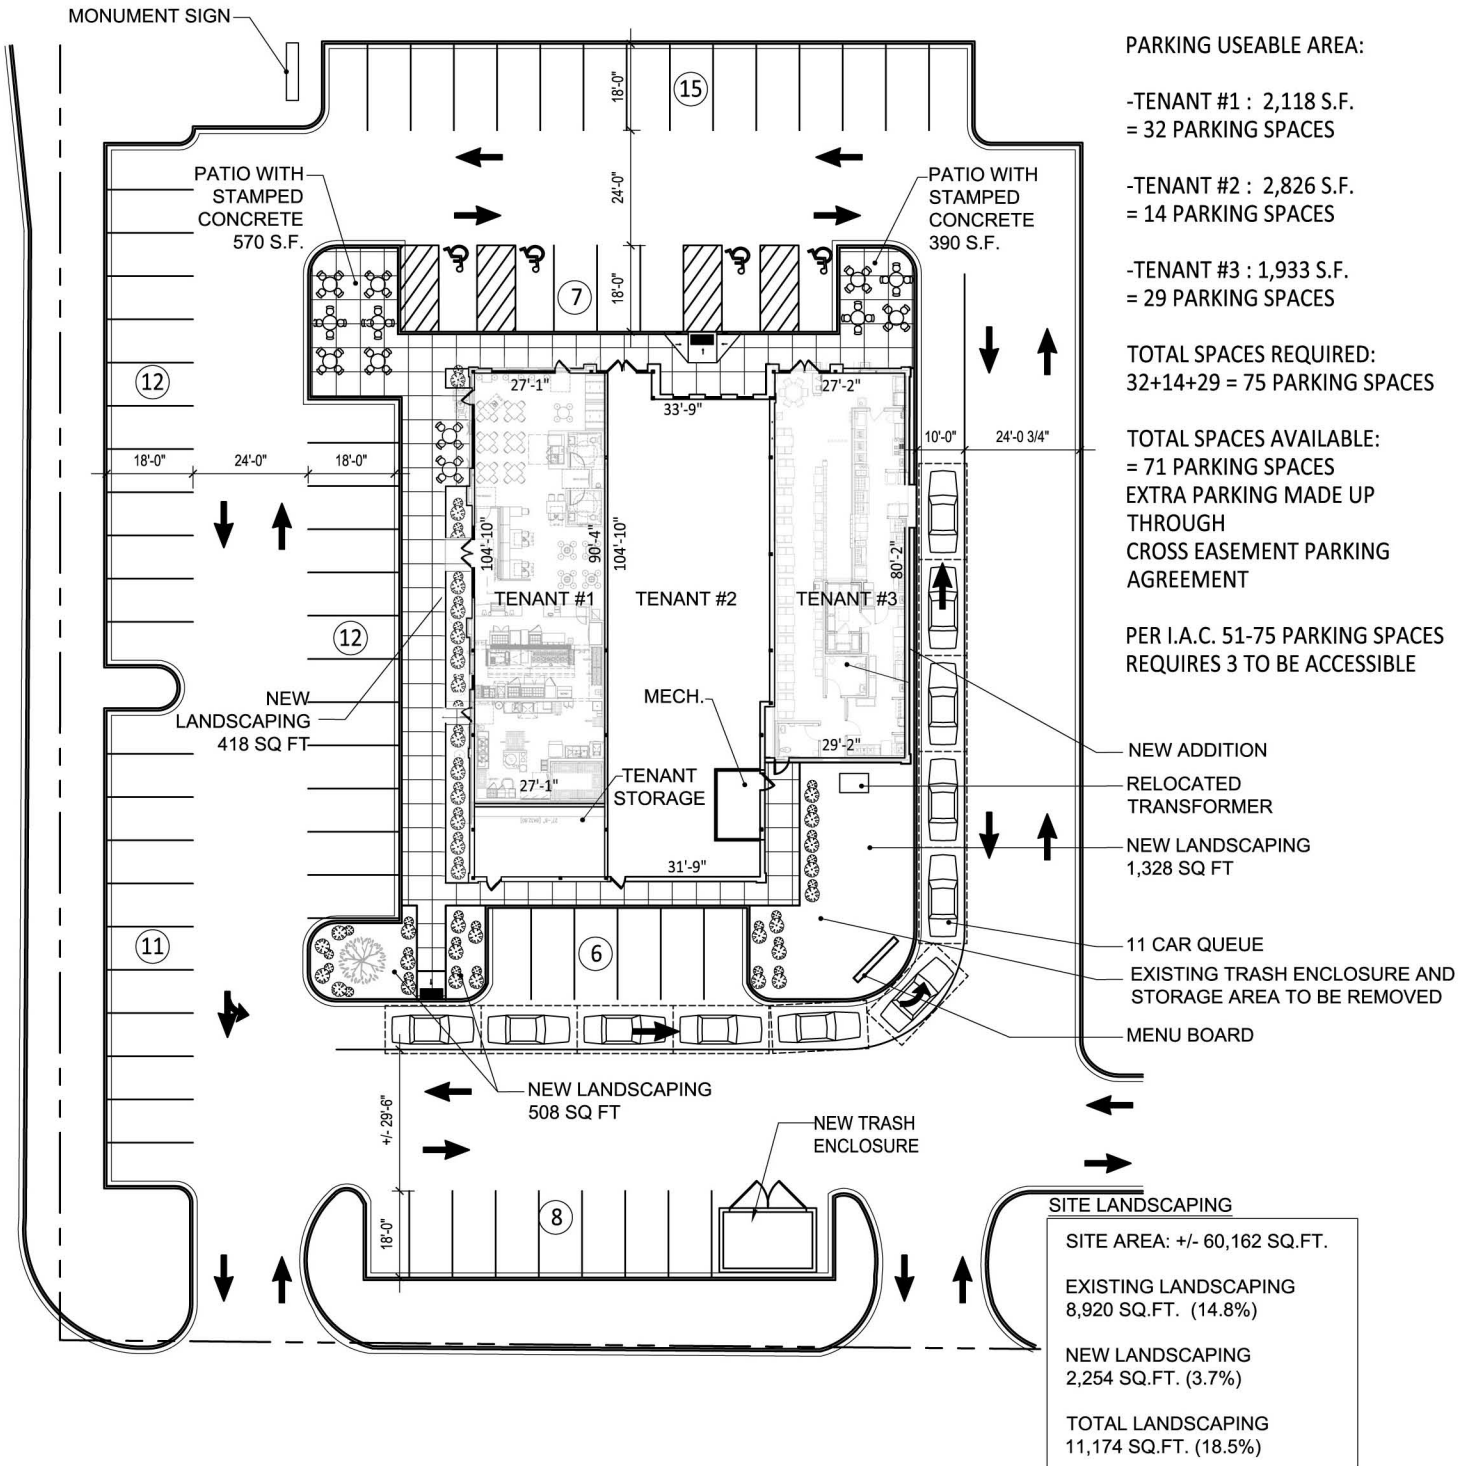 MONUMENT SIGN
PARKING USEABLE AREA:
-TENANT #1 : 2,118 S.F.
= 32 PARKING SPACES
-TENANT #2 : 2,826 S.F.
= 14 PARKING SPACES
-TENANT #3 : 1,933 S.F.
= 29 PARKING SPACES
TOTAL SPACES REQUIRED:
32+14+29 = 75 PARKING SPACES
TOTAL SPACES AVAILABLE:
= 71 PARKING SPACES
EXTRA PARKING MADE UP
THROUGH
CROSS EASEMENT PARKING
AGREEMENT
PER I.A.C. 51-75 PARKING SPACES
REQUIRES 3 TO BE ACCESSIBLE
18'-0"
15
24'-0"
18'-0"
7
PATIO WITH
STAMPED
CONCRETE
570 S.F.
PATIO WITH
STAMPED
CONCRETE
390 S.F.
12
27'-1"
33'-9"
27'-2"
18'-0"
24'-0"
18'-0"
10'-0"
24'-0 3/4"
104'-10"
90'-4"
104'-10"
80'-2"
TENANT #1
TENANT #2
TENANT #3
12
NEW
LANDSCAPING
418 SQ FT
MECH.
29'-2"
27'-1"
TENANT
STORAGE
31'-9"
NEW ADDITION
RELOCATED
TRANSFORMER
NEW LANDSCAPING
1,328 SQ FT
11 CAR QUEUE
EXISTING TRASH ENCLOSURE AND
STORAGE AREA TO BE REMOVED
MENU BOARD
11
6
NEW LANDSCAPING
508 SQ FT
+/- 29'-6"
NEW TRASH
ENCLOSURE
18'-0"
8
SITE LANDSCAPING
SITE AREA: +/- 60,162 SQ.FT.
EXISTING LANDSCAPING
8,920 SQ.FT. (14.8%)
NEW LANDSCAPING
2,254 SQ.FT. (3.7%)
TOTAL LANDSCAPING
11,174 SQ.FT. (18.5%)